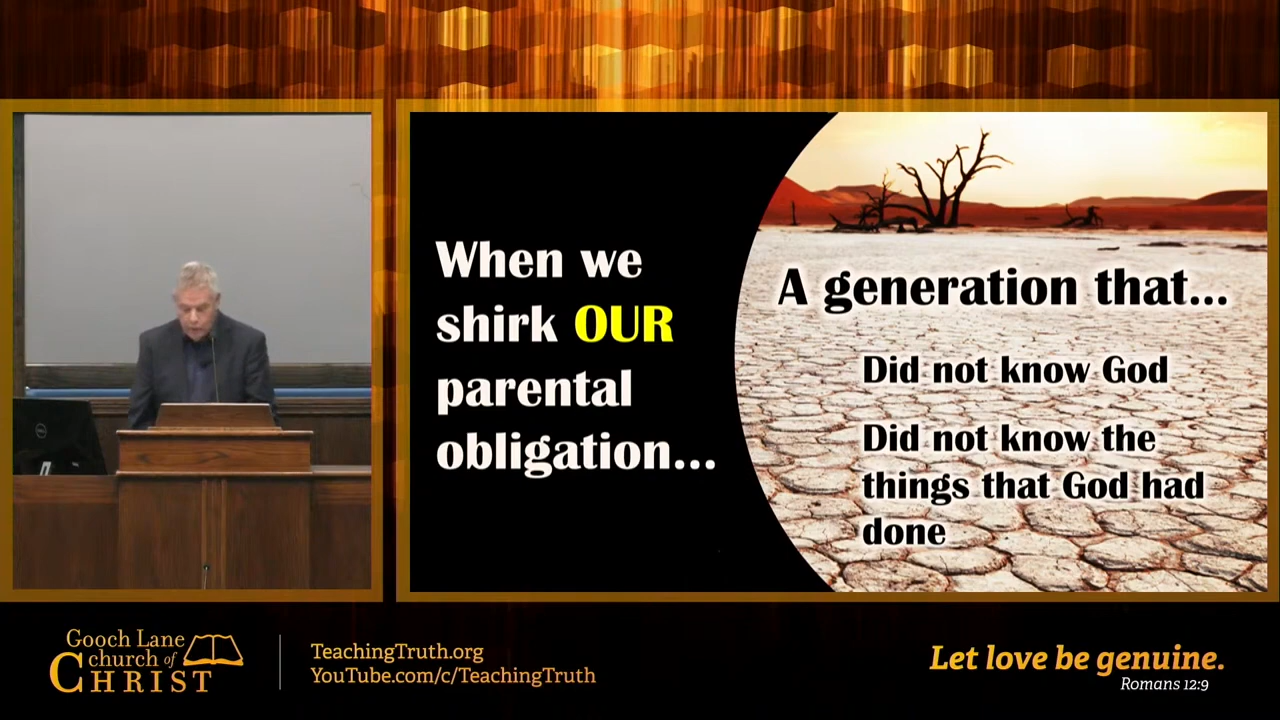 When we
shirk OUR
parental
obligation...
A generation that...
Did not know God
Did not know the
things that God had
done
Gooch Lane
church of
CHRIST
TeachingTruth.org
YouTube.com/c/TeachingTruth
Let love be genuine.
Romans 12:9